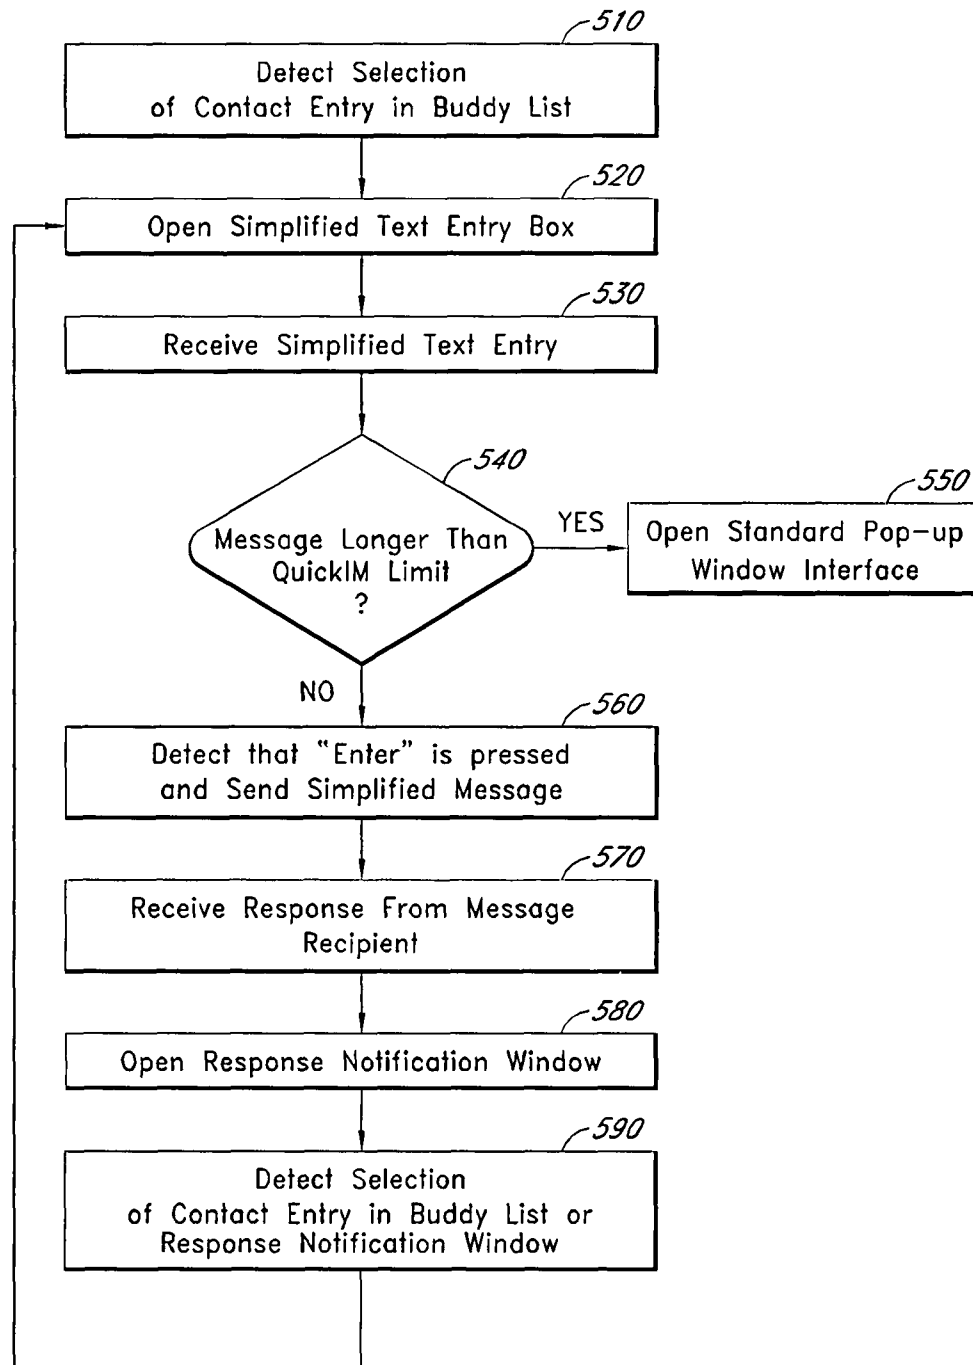 510
Detect Selection
of Contact Entry in Buddy List
520
Open Simplified Text Entry Box
530
Receive Simplified Text Entry
540
Message Longer Than
QuickIM Limit
?
YES
550
Open Standard Pop-up
Window Interface
NO
560
Detect that "Enter" is pressed
and Send Simplified Message
570
Receive Response From Message
Recipient
580
Open Response Notification Window
590
Detect Selection
of Contact Entry in Buddy List or
Response Notification Window